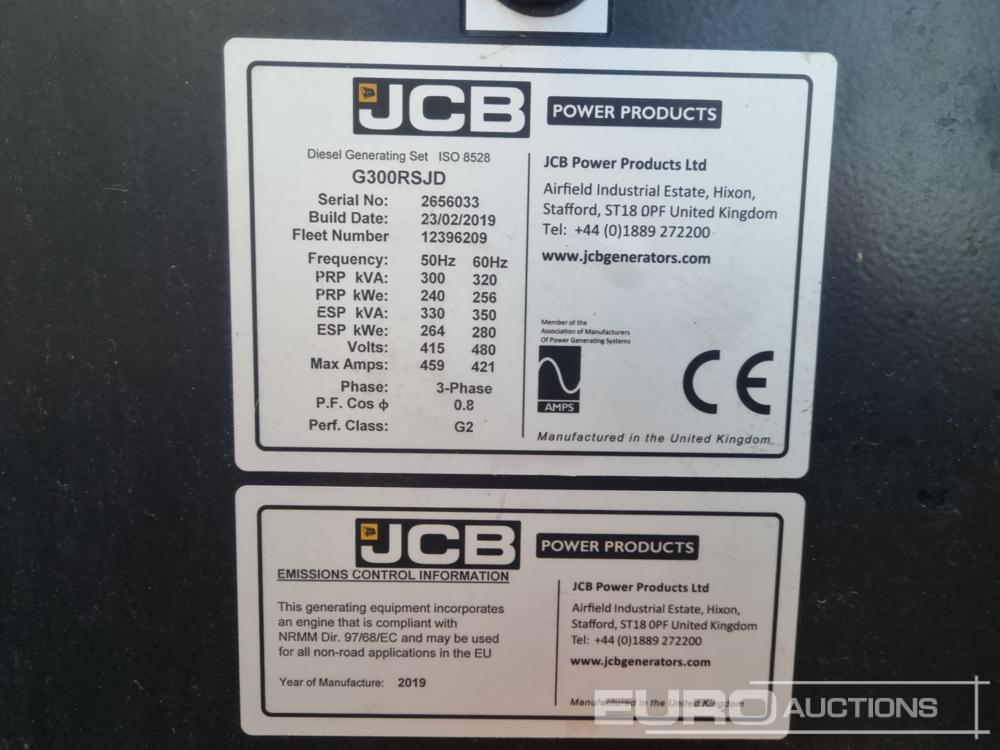 JCB POWER PRODUCTS
Diesel Generating Set ISO 8528
G300RSJD
Serial No: 2656033
Build Date: 23/02/2019
Fleet Number 12396209
Frequency: 50Hz 60Hz
PRP kVA: 300 320
PRP kWe: 240 256
ESP kVA: 330 350
ESP kWe: 264 280
Volts: 415 480
Max Amps: 459 421
Phase: 3-Phase
P.F. Cos ϕ 0.8
Perf. Class: G2
JCB Power Products Ltd
Airfield Industrial Estate, Hixon,
Stafford, ST18 0PF United Kingdom
Tel: +44 (0)1889 272200
www.jcbgenerators.com
Member of the
Association of Manufacturers
Of Power Generating Systems
AMPS
CE
Manufactured in the United Kingdom
JCB POWER PRODUCTS
EMISSIONS CONTROL INFORMATION
This generating equipment incorporates
an engine that is compliant with
NRMM Dir. 97/68/EC and may be used
for all non-road applications in the EU
Year of Manufacture: 2019
JCB Power Products Ltd
Airfield Industrial Estate, Hixon,
Stafford, ST18 0PF United Kingdom
Tel: +44 (0)1889 272200
www.jcbgenerators.com
Manufactured in the United Kingdom
EURO AUCTIONS